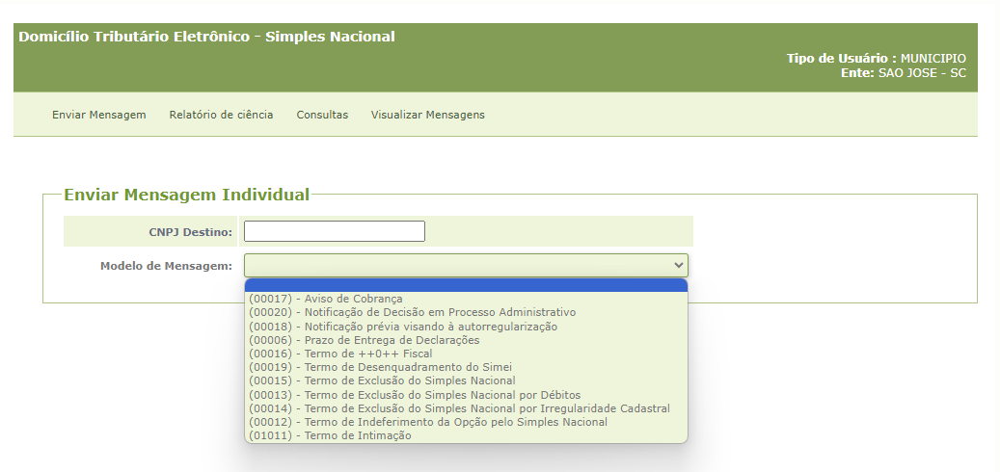 Domicílio Tributário Eletrônico - Simples Nacional
Tipo de Usuário : MUNICIPIO
Ente: SAO JOSE - SC
Enviar Mensagem Relatório de ciência Consultas Visualizar Mensagens
Enviar Mensagem Individual
CNPJ Destino:
Modelo de Mensagem:
(00017) - Aviso de Cobrança
(00020) - Notificação de Decisão em Processo Administrativo
(00018) - Notificação prévia visando à autorregularização
(00006) - Prazo de Entrega de Declarações
(00016) - Termo de ++0++ Fiscal
(00019) - Termo de Desenquadramento do Simei
(00015) - Termo de Exclusão do Simples Nacional
(00013) - Termo de Exclusão do Simples Nacional por Débitos
(00014) - Termo de Exclusão do Simples Nacional por Irregularidade Cadastral
(00012) - Termo de Indeferimento da Opção pelo Simples Nacional
(01011) - Termo de Intimação